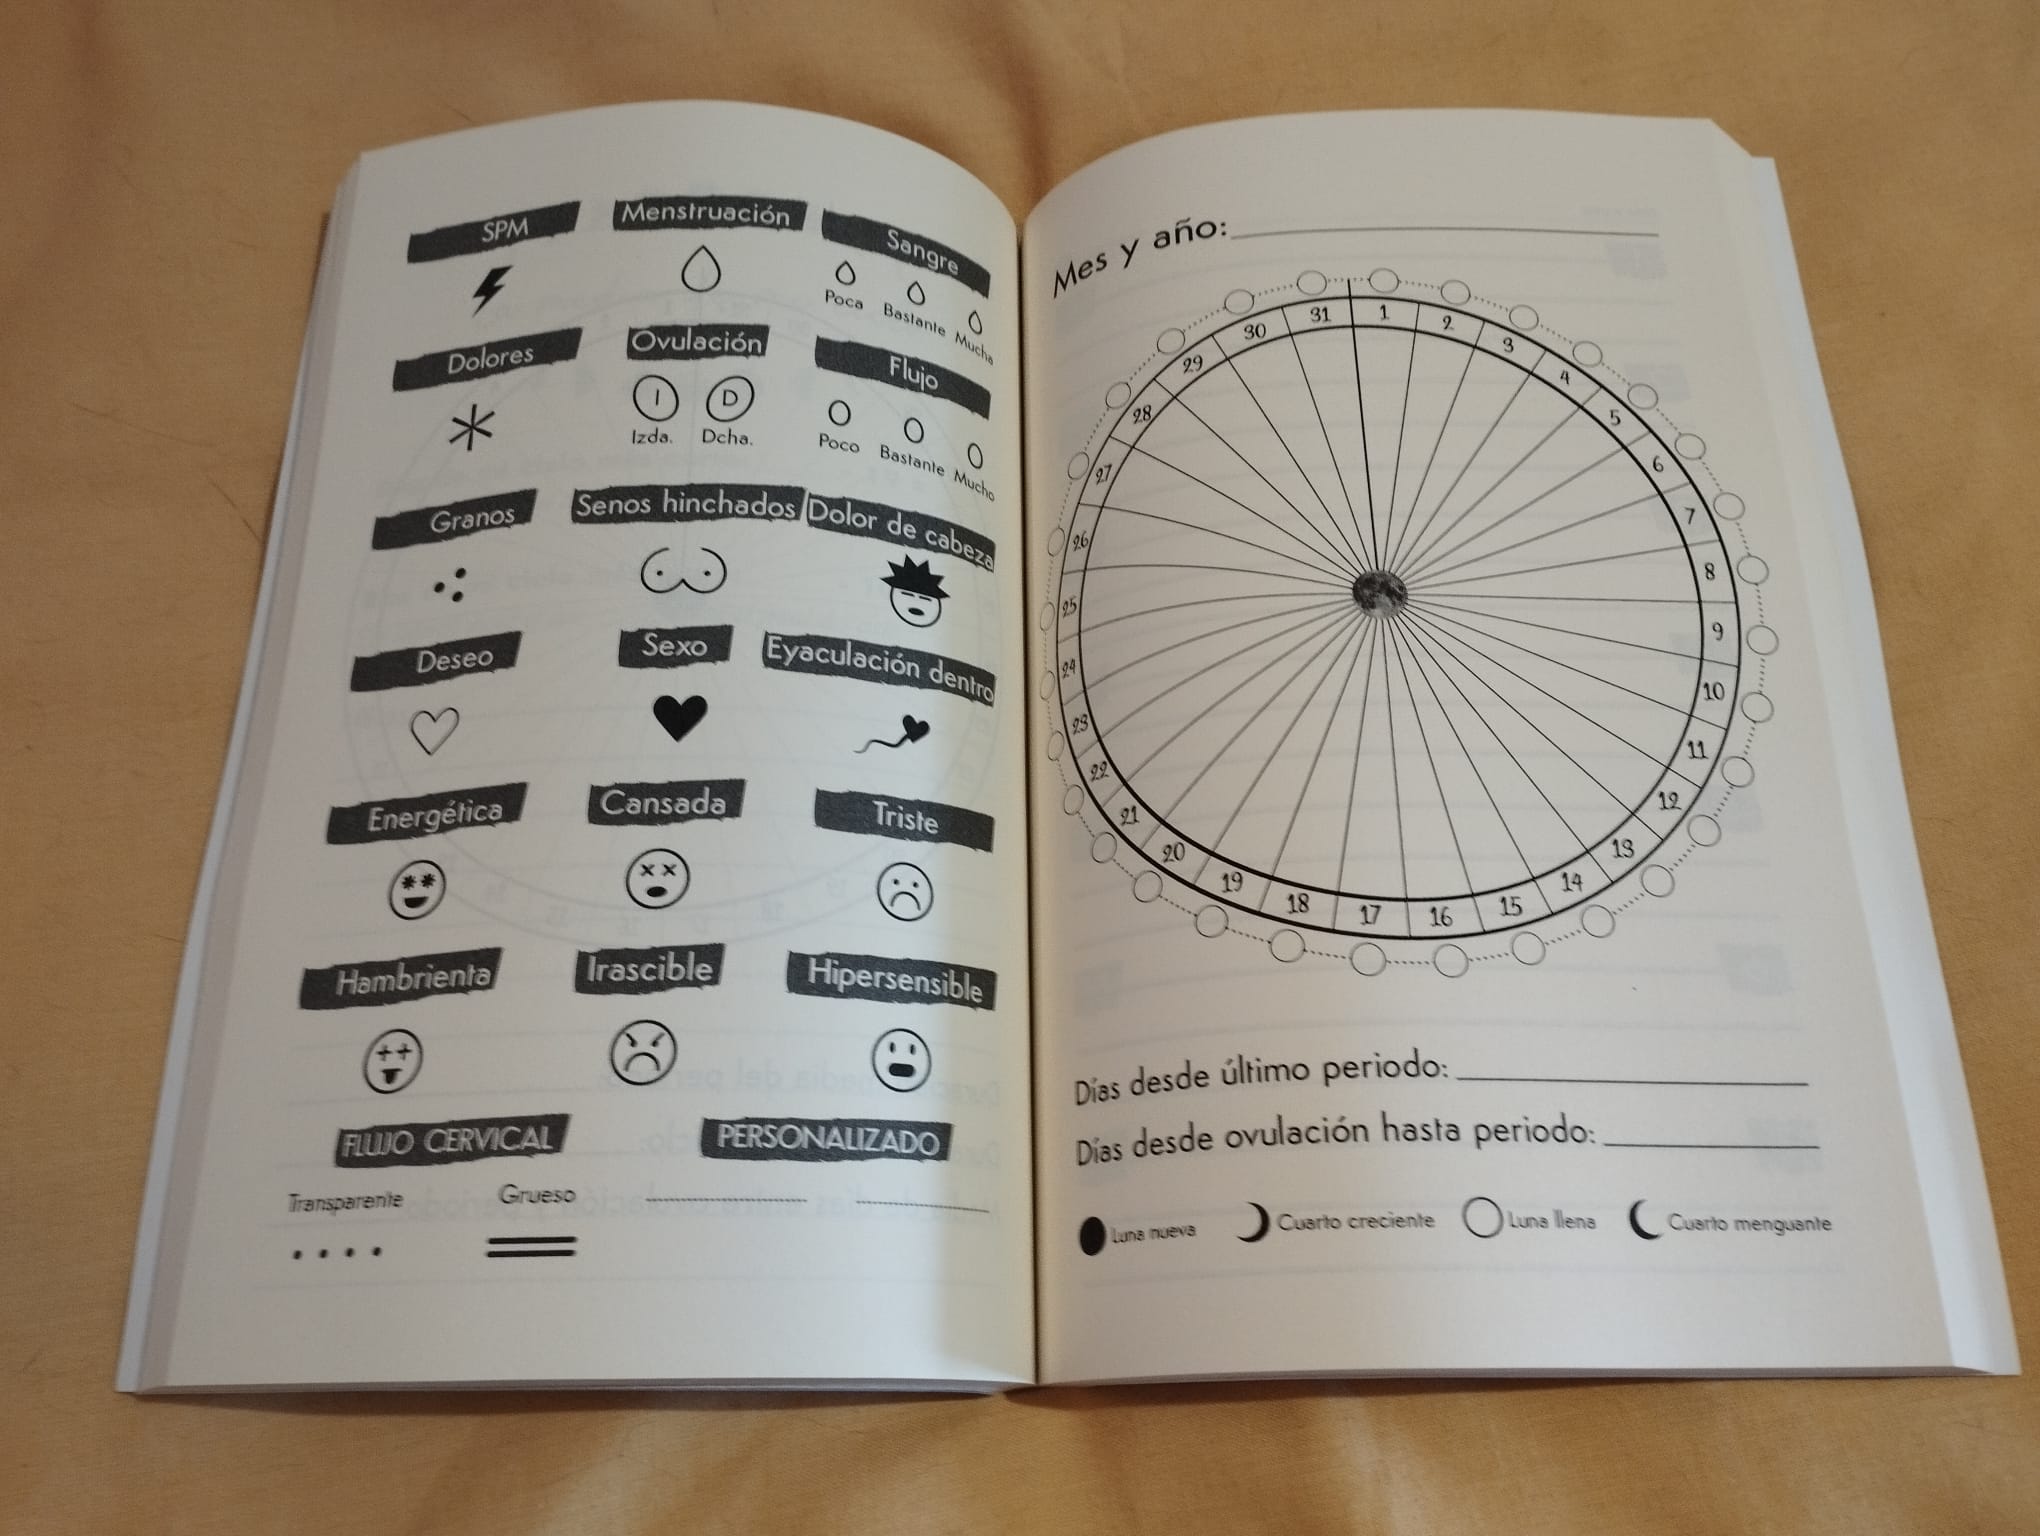 SPM Menstruación Sangre
Poca Bastante Mucha
Dolores Ovulación Flujo
I D
Izda. Dcha. Poco Bastante Mucho
Granos Senos hinchados Dolor de cabeza
Deseo Sexo Eyaculación dentro
Energética Cansada Triste
Hambrienta Irascible Hipersensible
FLUJO CERVICAL PERSONALIZADO
Transparente Grueso
Mes y año:
1
2
3
4
5
6
7
8
9
10
11
12
13
14
15
16
17
18
19
20
21
22
23
24
25
26
27
28
29
30
31
Días desde último periodo:
Días desde ovulación hasta periodo:
Luna nueva Cuarto creciente Luna llena Cuarto menguante